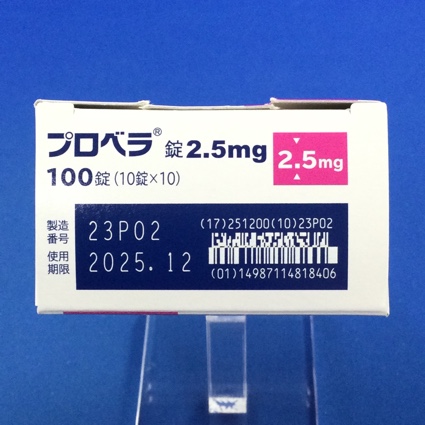 プロベラ® 錠2.5mg
2.5mg
100錠(10錠×10)
製造番号 23P02
使用期限 2025.12
(17)251200(10)23P02
(01)14987114818406